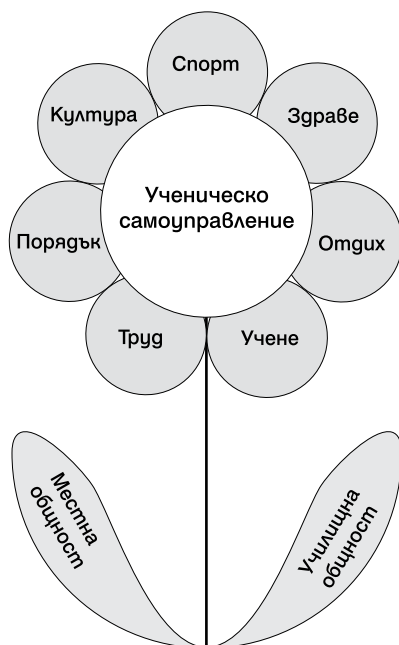 Спорт
Култура
Здраве
Ученическо
самоуправление
Порядък
Отдих
Труд
Учене
Местна
общност
Училищна
общност